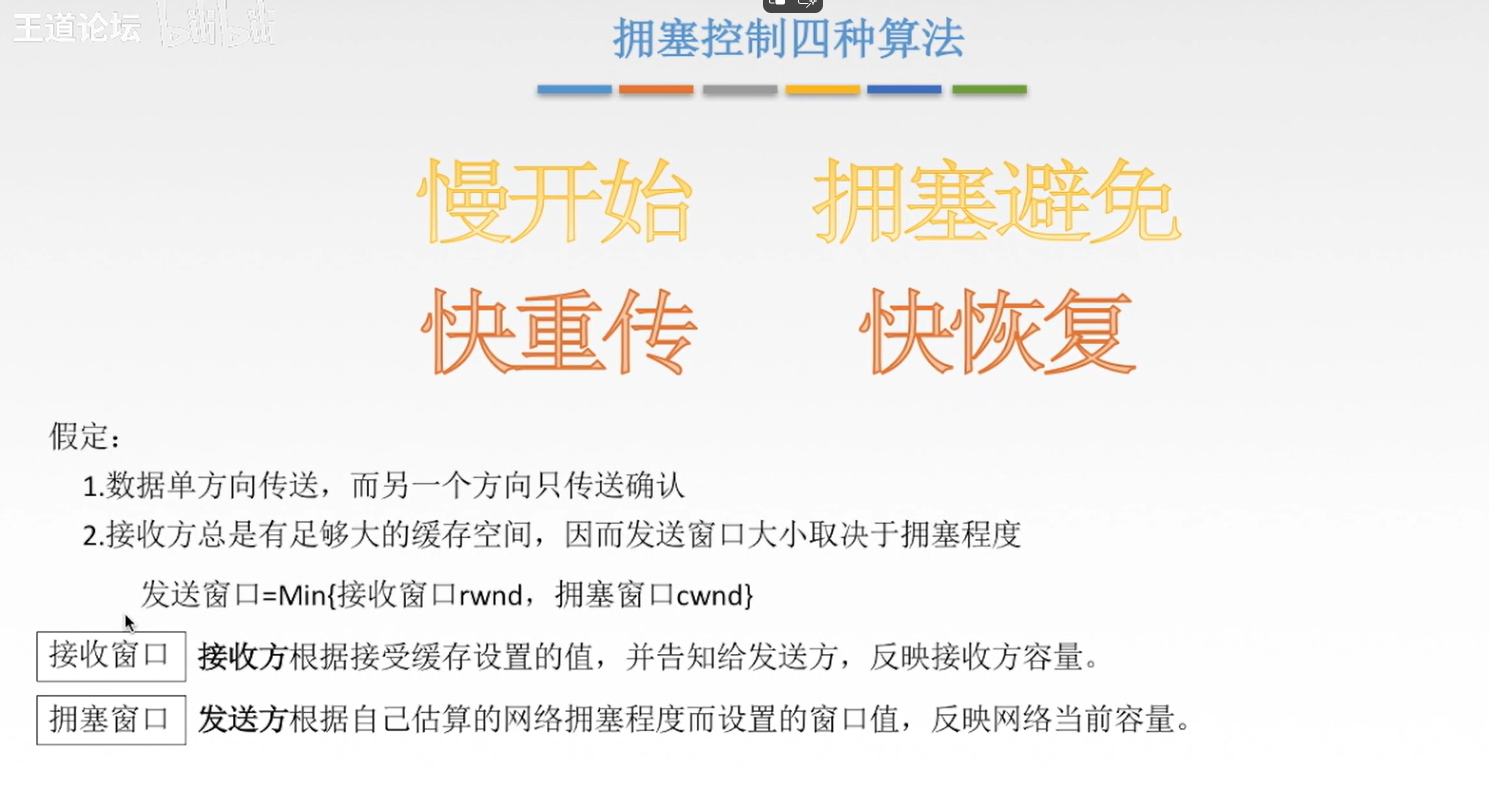 王道论坛 bilibili
拥塞控制四种算法
慢开始 拥塞避免
快重传 快恢复
假定：
1.数据单方向传送，而另一个方向只传送确认
2.接收方总是有足够大的缓存空间，因而发送窗口大小取决于拥塞程度
发送窗口=Min{接收窗口rwnd，拥塞窗口cwnd}
接收窗口 接收方根据接受缓存设置的值，并告知给发送方，反映接收方容量。
拥塞窗口 发送方根据自己估算的网络拥塞程度而设置的窗口值，反映网络当前容量。